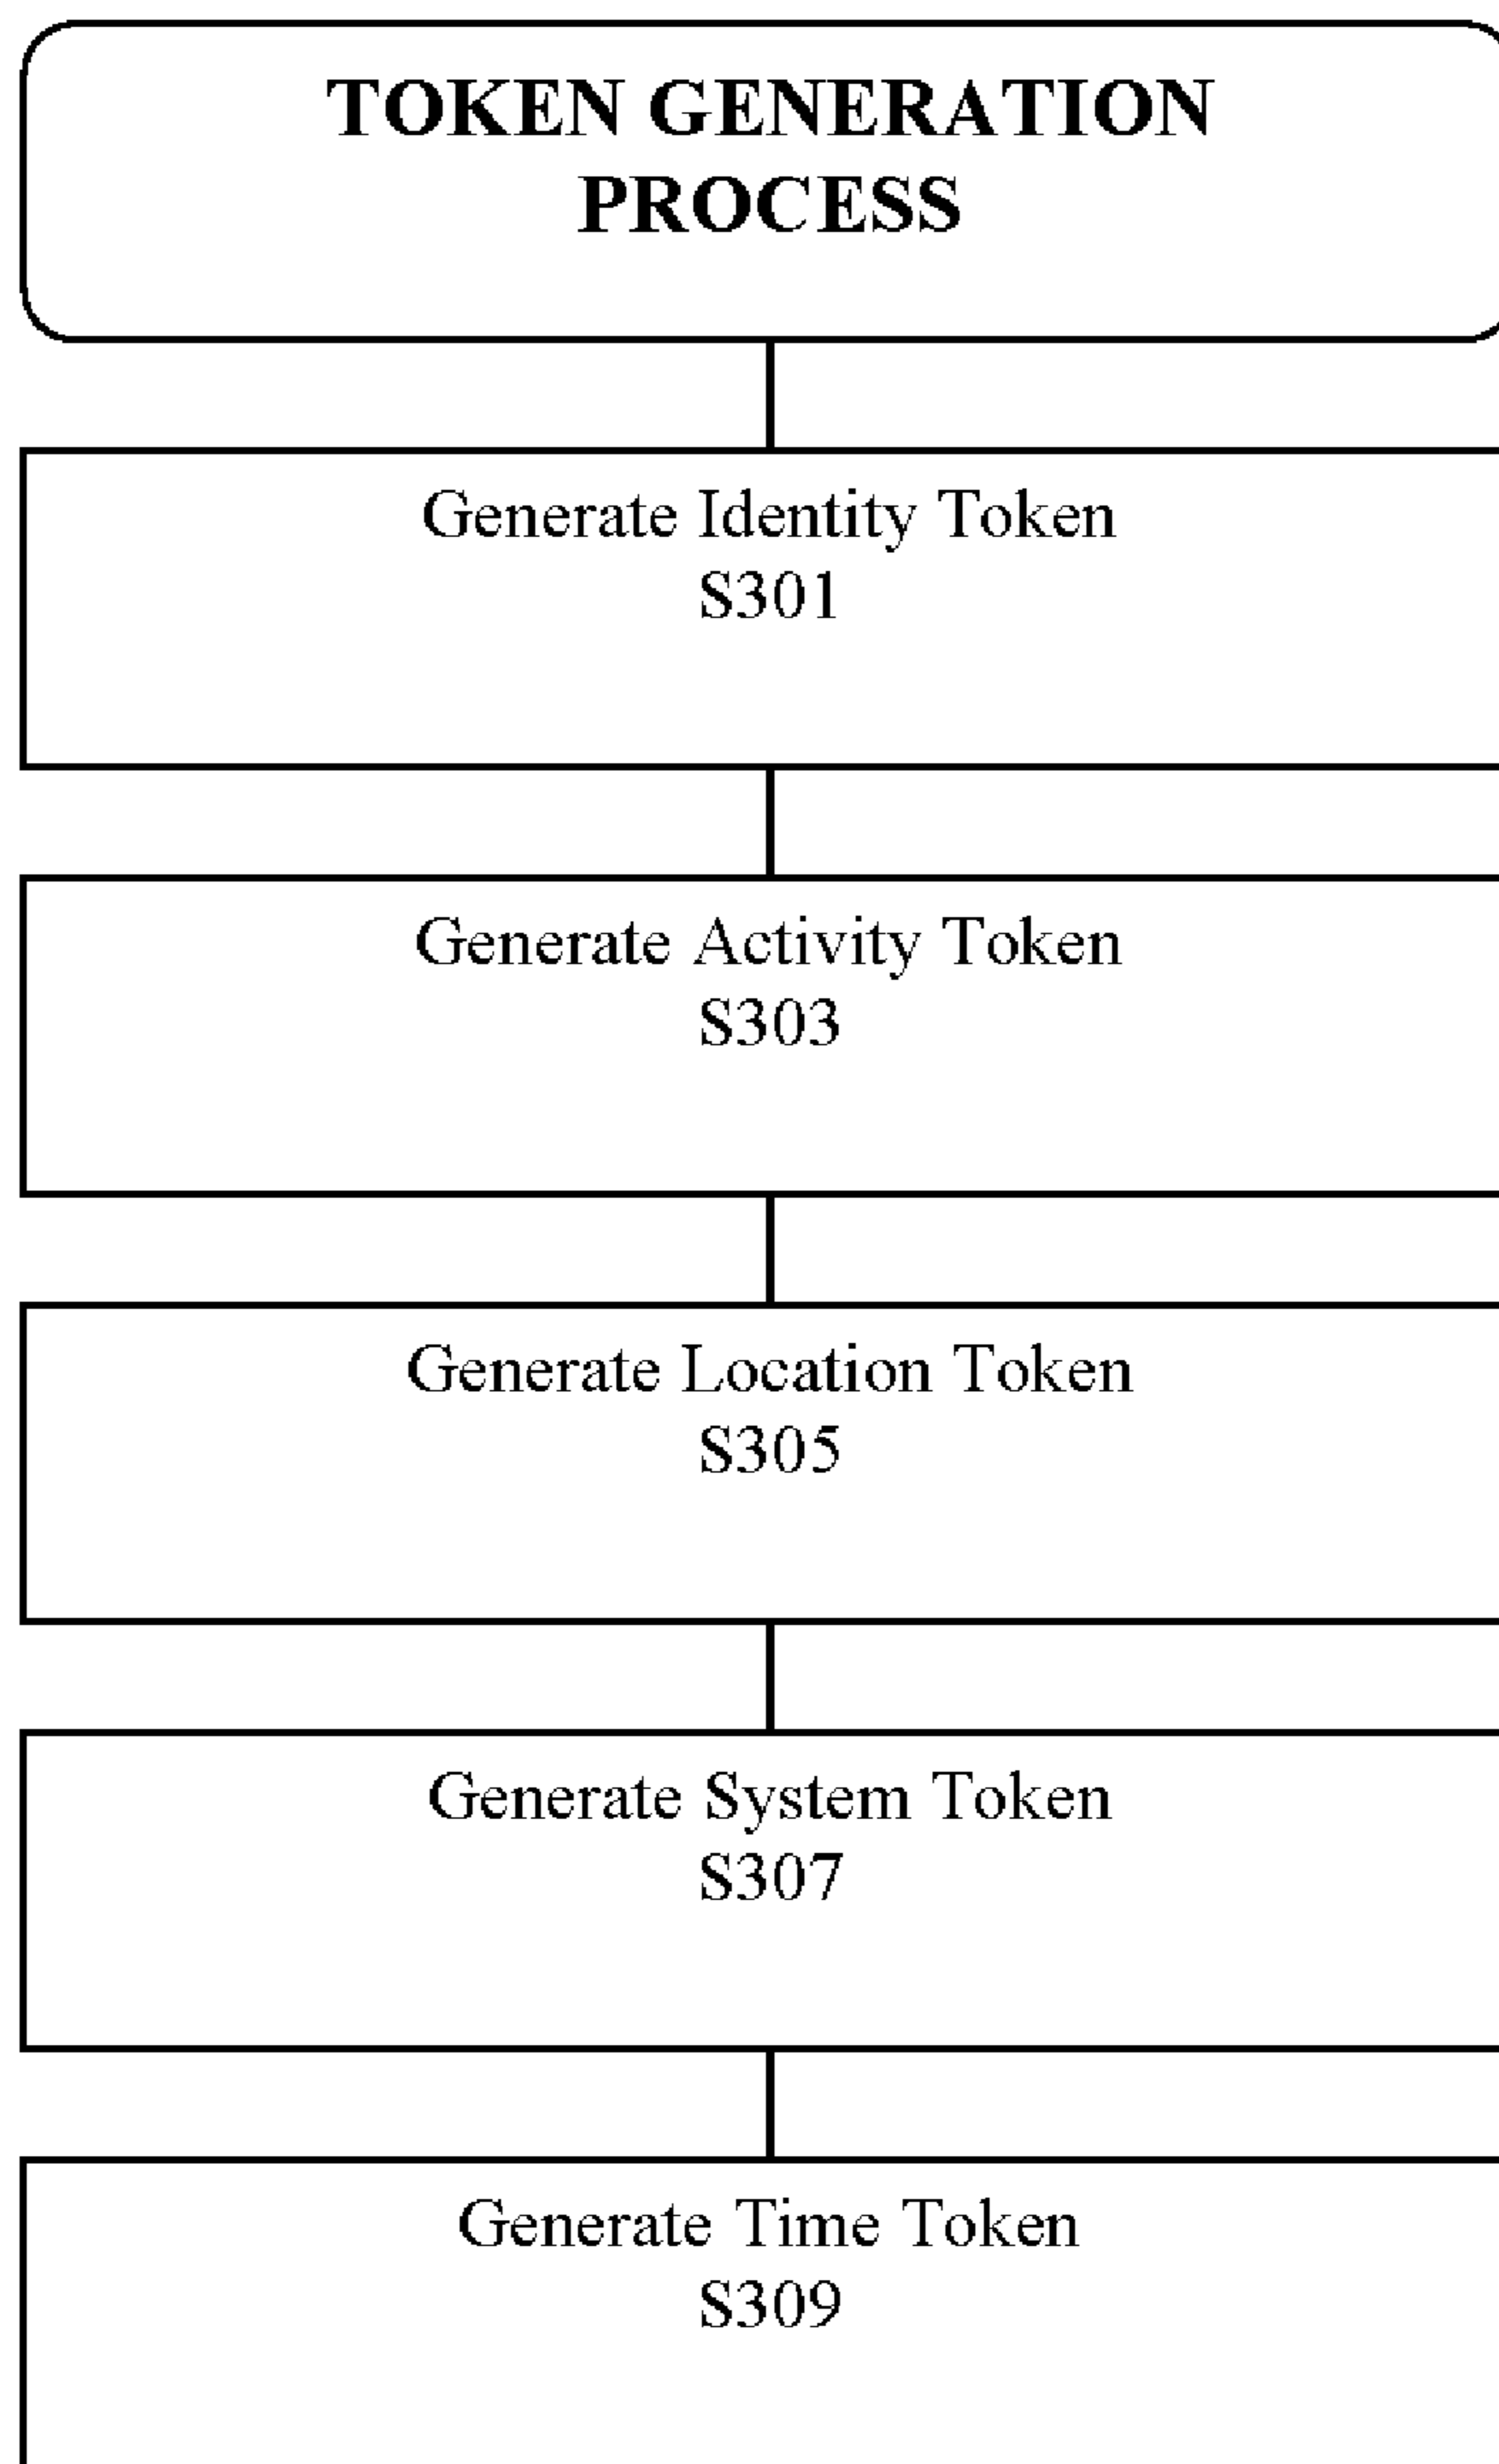 TOKEN GENERATION
PROCESS
Generate Identity Token
S301
Generate Activity Token
S303
Generate Location Token
S305
Generate System Token
S307
Generate Time Token
S309